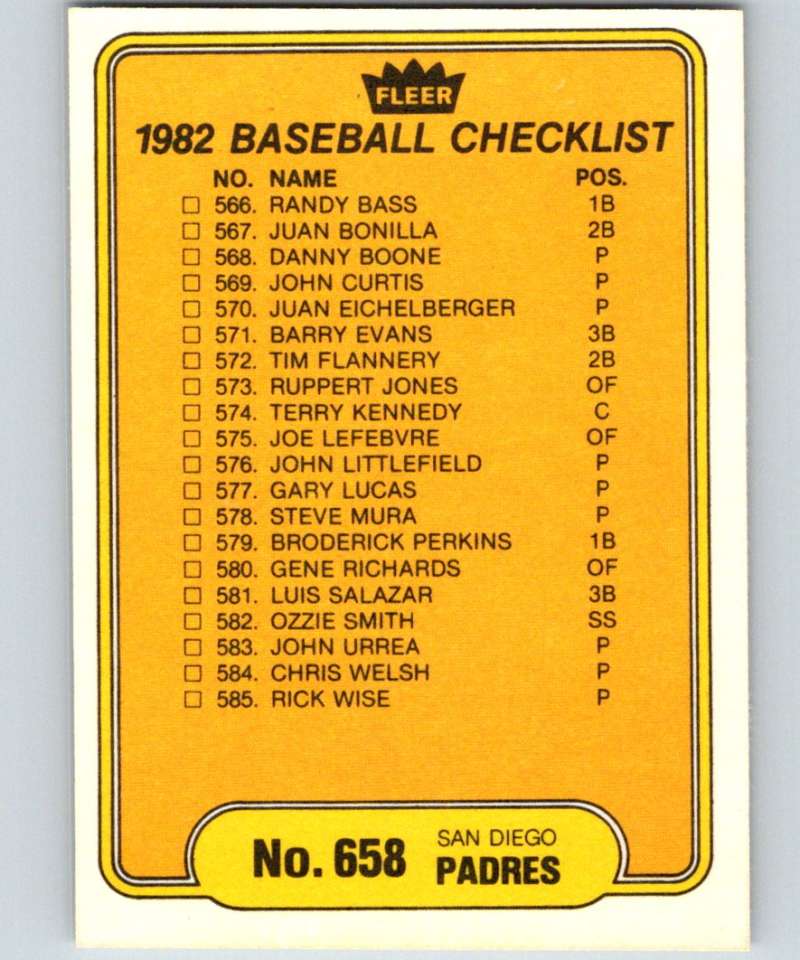 FLEER
1982 BASEBALL CHECKLIST
NO. NAME POS.
566. RANDY BASS 1B
567. JUAN BONILLA 2B
568. DANNY BOONE P
569. JOHN CURTIS P
570. JUAN EICHELBERGER P
571. BARRY EVANS 3B
572. TIM FLANNERY 2B
573. RUPPERT JONES OF
574. TERRY KENNEDY C
575. JOE LEFEBVRE OF
576. JOHN LITTLEFIELD P
577. GARY LUCAS P
578. STEVE MURA P
579. BRODERICK PERKINS 1B
580. GENE RICHARDS OF
581. LUIS SALAZAR 3B
582. OZZIE SMITH SS
583. JOHN URREA P
584. CHRIS WELSH P
585. RICK WISE P
No. 658 SAN DIEGO
PADRES